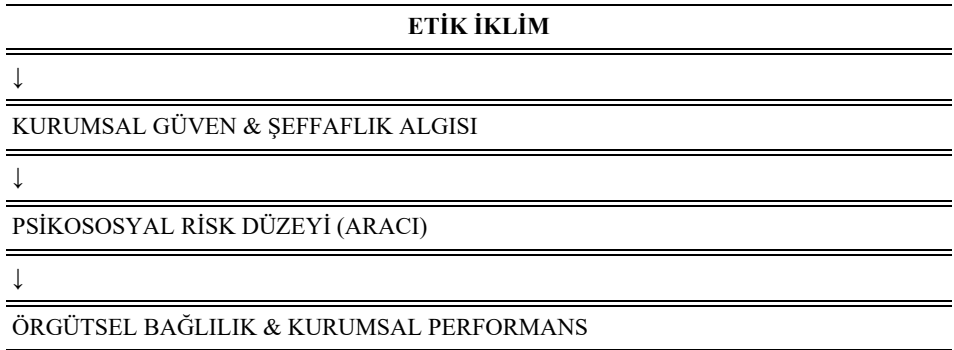 ETİK İKLİM
↓
KURUMSAL GÜVEN & ŞEFFAFLIK ALGISI
↓
PSİKOSOSYAL RİSK DÜZEYİ (ARACI)
↓
ÖRGÜTSEL BAĞLILIK & KURUMSAL PERFORMANS